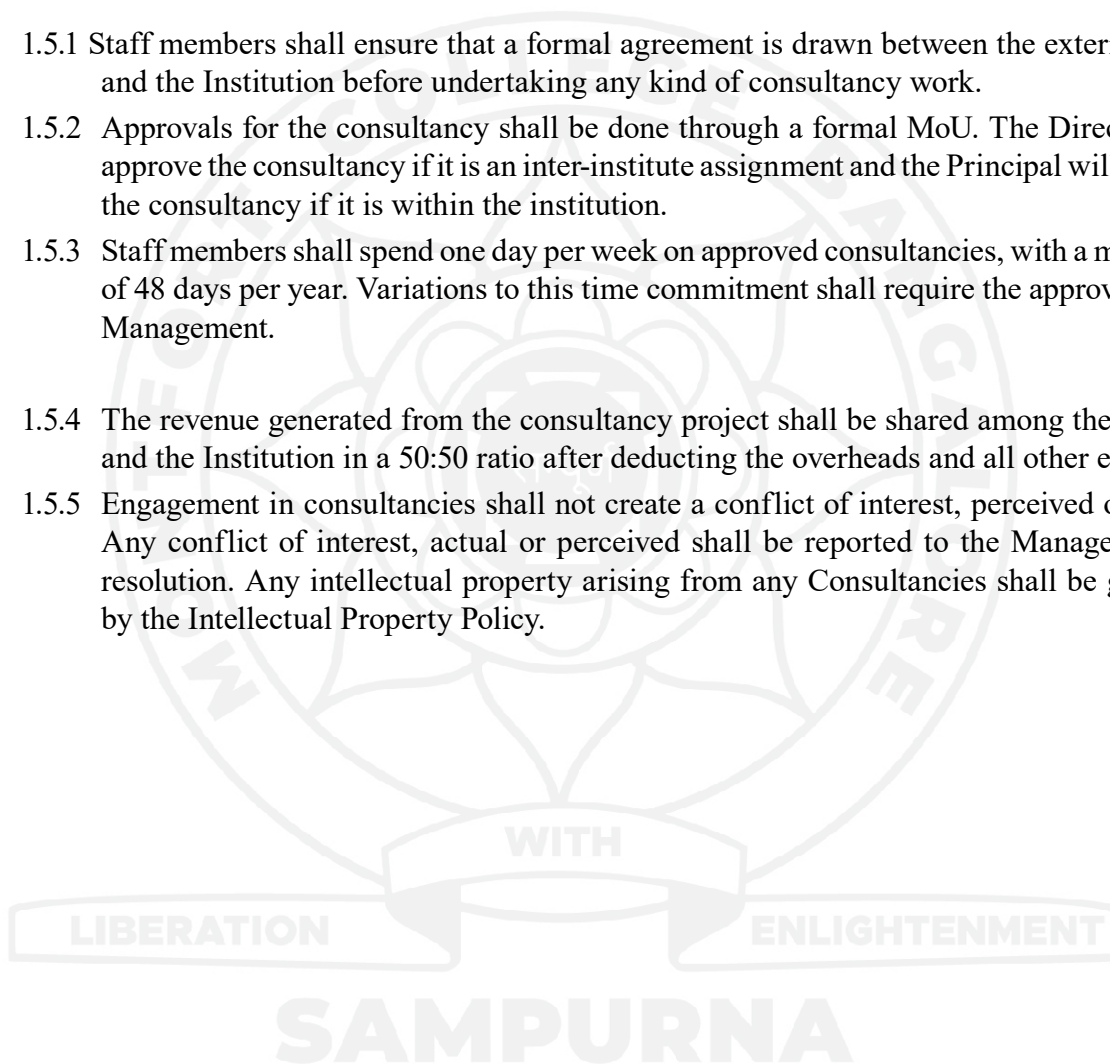 1.5.1 Staff members shall ensure that a formal agreement is drawn between the extern
and the Institution before undertaking any kind of consultancy work.
1.5.2 Approvals for the consultancy shall be done through a formal MoU. The Direc
approve the consultancy if it is an inter-institute assignment and the Principal wil
the consultancy if it is within the institution.
1.5.3 Staff members shall spend one day per week on approved consultancies, with a m
of 48 days per year. Variations to this time commitment shall require the approv
Management.
1.5.4 The revenue generated from the consultancy project shall be shared among the
and the Institution in a 50:50 ratio after deducting the overheads and all other e
1.5.5 Engagement in consultancies shall not create a conflict of interest, perceived o
Any conflict of interest, actual or perceived shall be reported to the Manage
resolution. Any intellectual property arising from any Consultancies shall be g
by the Intellectual Property Policy.
MONTFORT COLLEGE BANGALORE
WITH
LIBERATION ENLIGHTENMENT
SAMPURNA